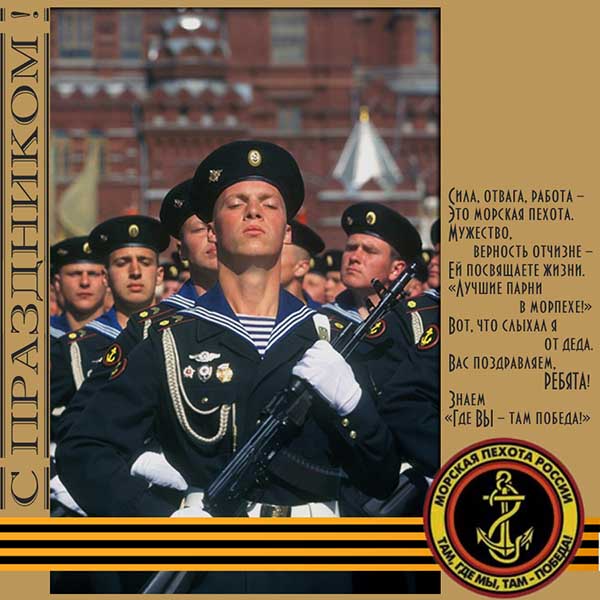 С ПРАЗДНИКОМ !
Сила, отвага, работа –
Это морская пехота.
Мужество,
верность отчизне –
Ей посвящаете жизни.
«Лучшие парни
в морпехе!»
Вот, что слыхал я
от деда.
Вас поздравляем,
РЕБЯТА!
Знаем
«Где ВЫ – там победа!»
МОРСКАЯ ПЕХОТА РОССИИ
ТАМ, ГДЕ МЫ, ТАМ - ПОБЕДА!